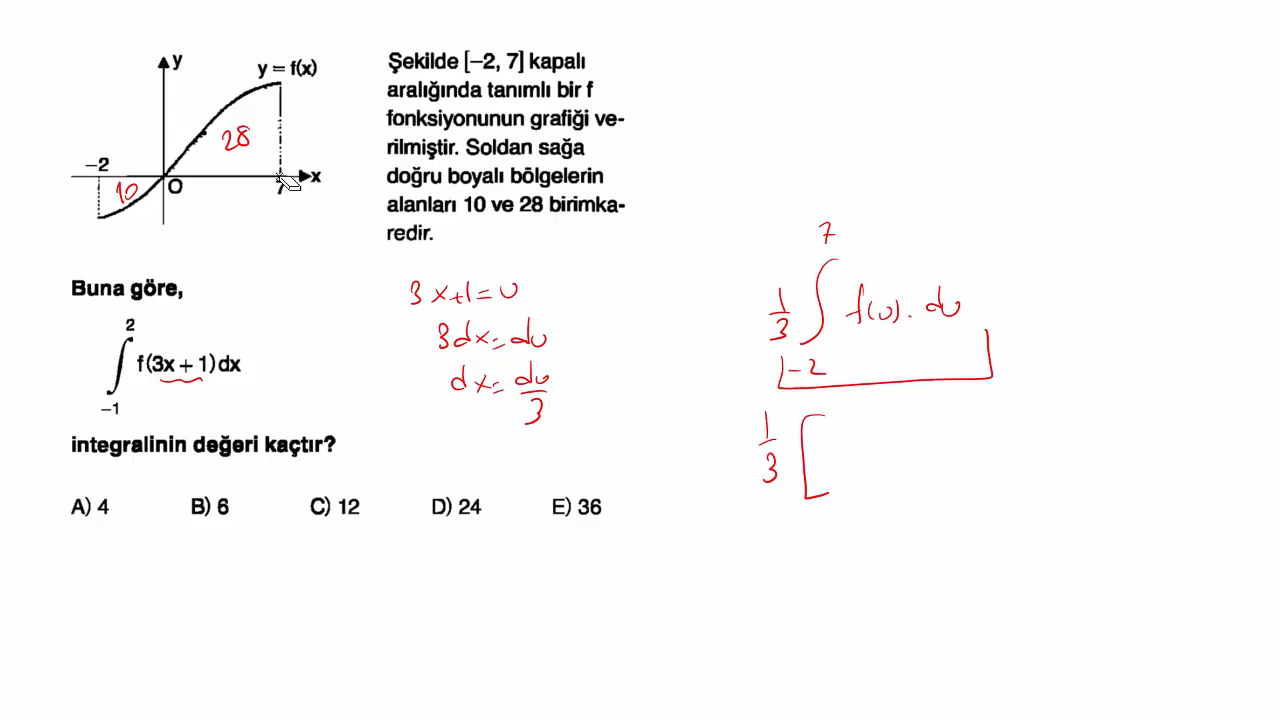 y
y = f(x)
28
-2
10
O
7
x
Şekilde [-2, 7] kapalı
aralığında tanımlı bir f
fonksiyonunun grafiği ve-
rilmiştir. Soldan sağa
doğru boyalı bölgelerin
alanları 10 ve 28 birimka-
redir.
Buna göre,
2
∫ f(3x + 1) dx
-1
integralinin değeri kaçtır?
A) 4 B) 6 C) 12 D) 24 E) 36
3x+1=u
3dx=du
dx=du/3
7
1/3 ∫ f(u). du
-2
1/3 [